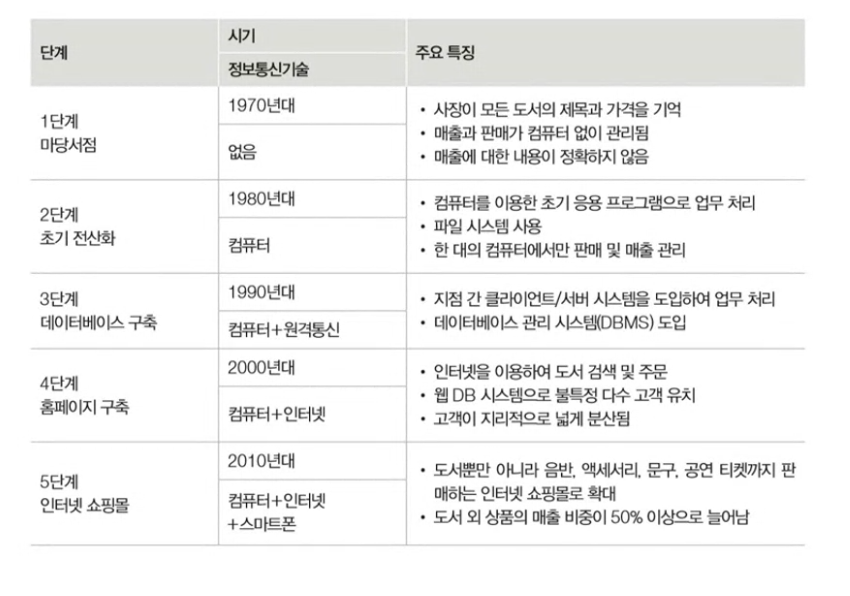 단계
시기
정보통신기술
주요 특징
1단계
마당서점
1970년대
없음
• 사장이 모든 도서의 제목과 가격을 기억
• 매출과 판매가 컴퓨터 없이 관리됨
• 매출에 대한 내용이 정확하지 않음
2단계
초기 전산화
1980년대
컴퓨터
• 컴퓨터를 이용한 초기 응용 프로그램으로 업무 처리
• 파일 시스템 사용
• 한 대의 컴퓨터에서만 판매 및 매출 관리
3단계
데이터베이스 구축
1990년대
컴퓨터+원격통신
• 지점 간 클라이언트/서버 시스템을 도입하여 업무 처리
• 데이터베이스 관리 시스템(DBMS) 도입
4단계
홈페이지 구축
2000년대
컴퓨터+인터넷
• 인터넷을 이용하여 도서 검색 및 주문
• 웹 DB 시스템으로 불특정 다수 고객 유치
• 고객이 지리적으로 넓게 분산됨
5단계
인터넷 쇼핑몰
2010년대
컴퓨터+인터넷
+스마트폰
• 도서뿐만 아니라 음반, 액세서리, 문구, 공연 티켓까지 판
매하는 인터넷 쇼핑몰로 확대
• 도서 외 상품의 매출 비중이 50% 이상으로 늘어남